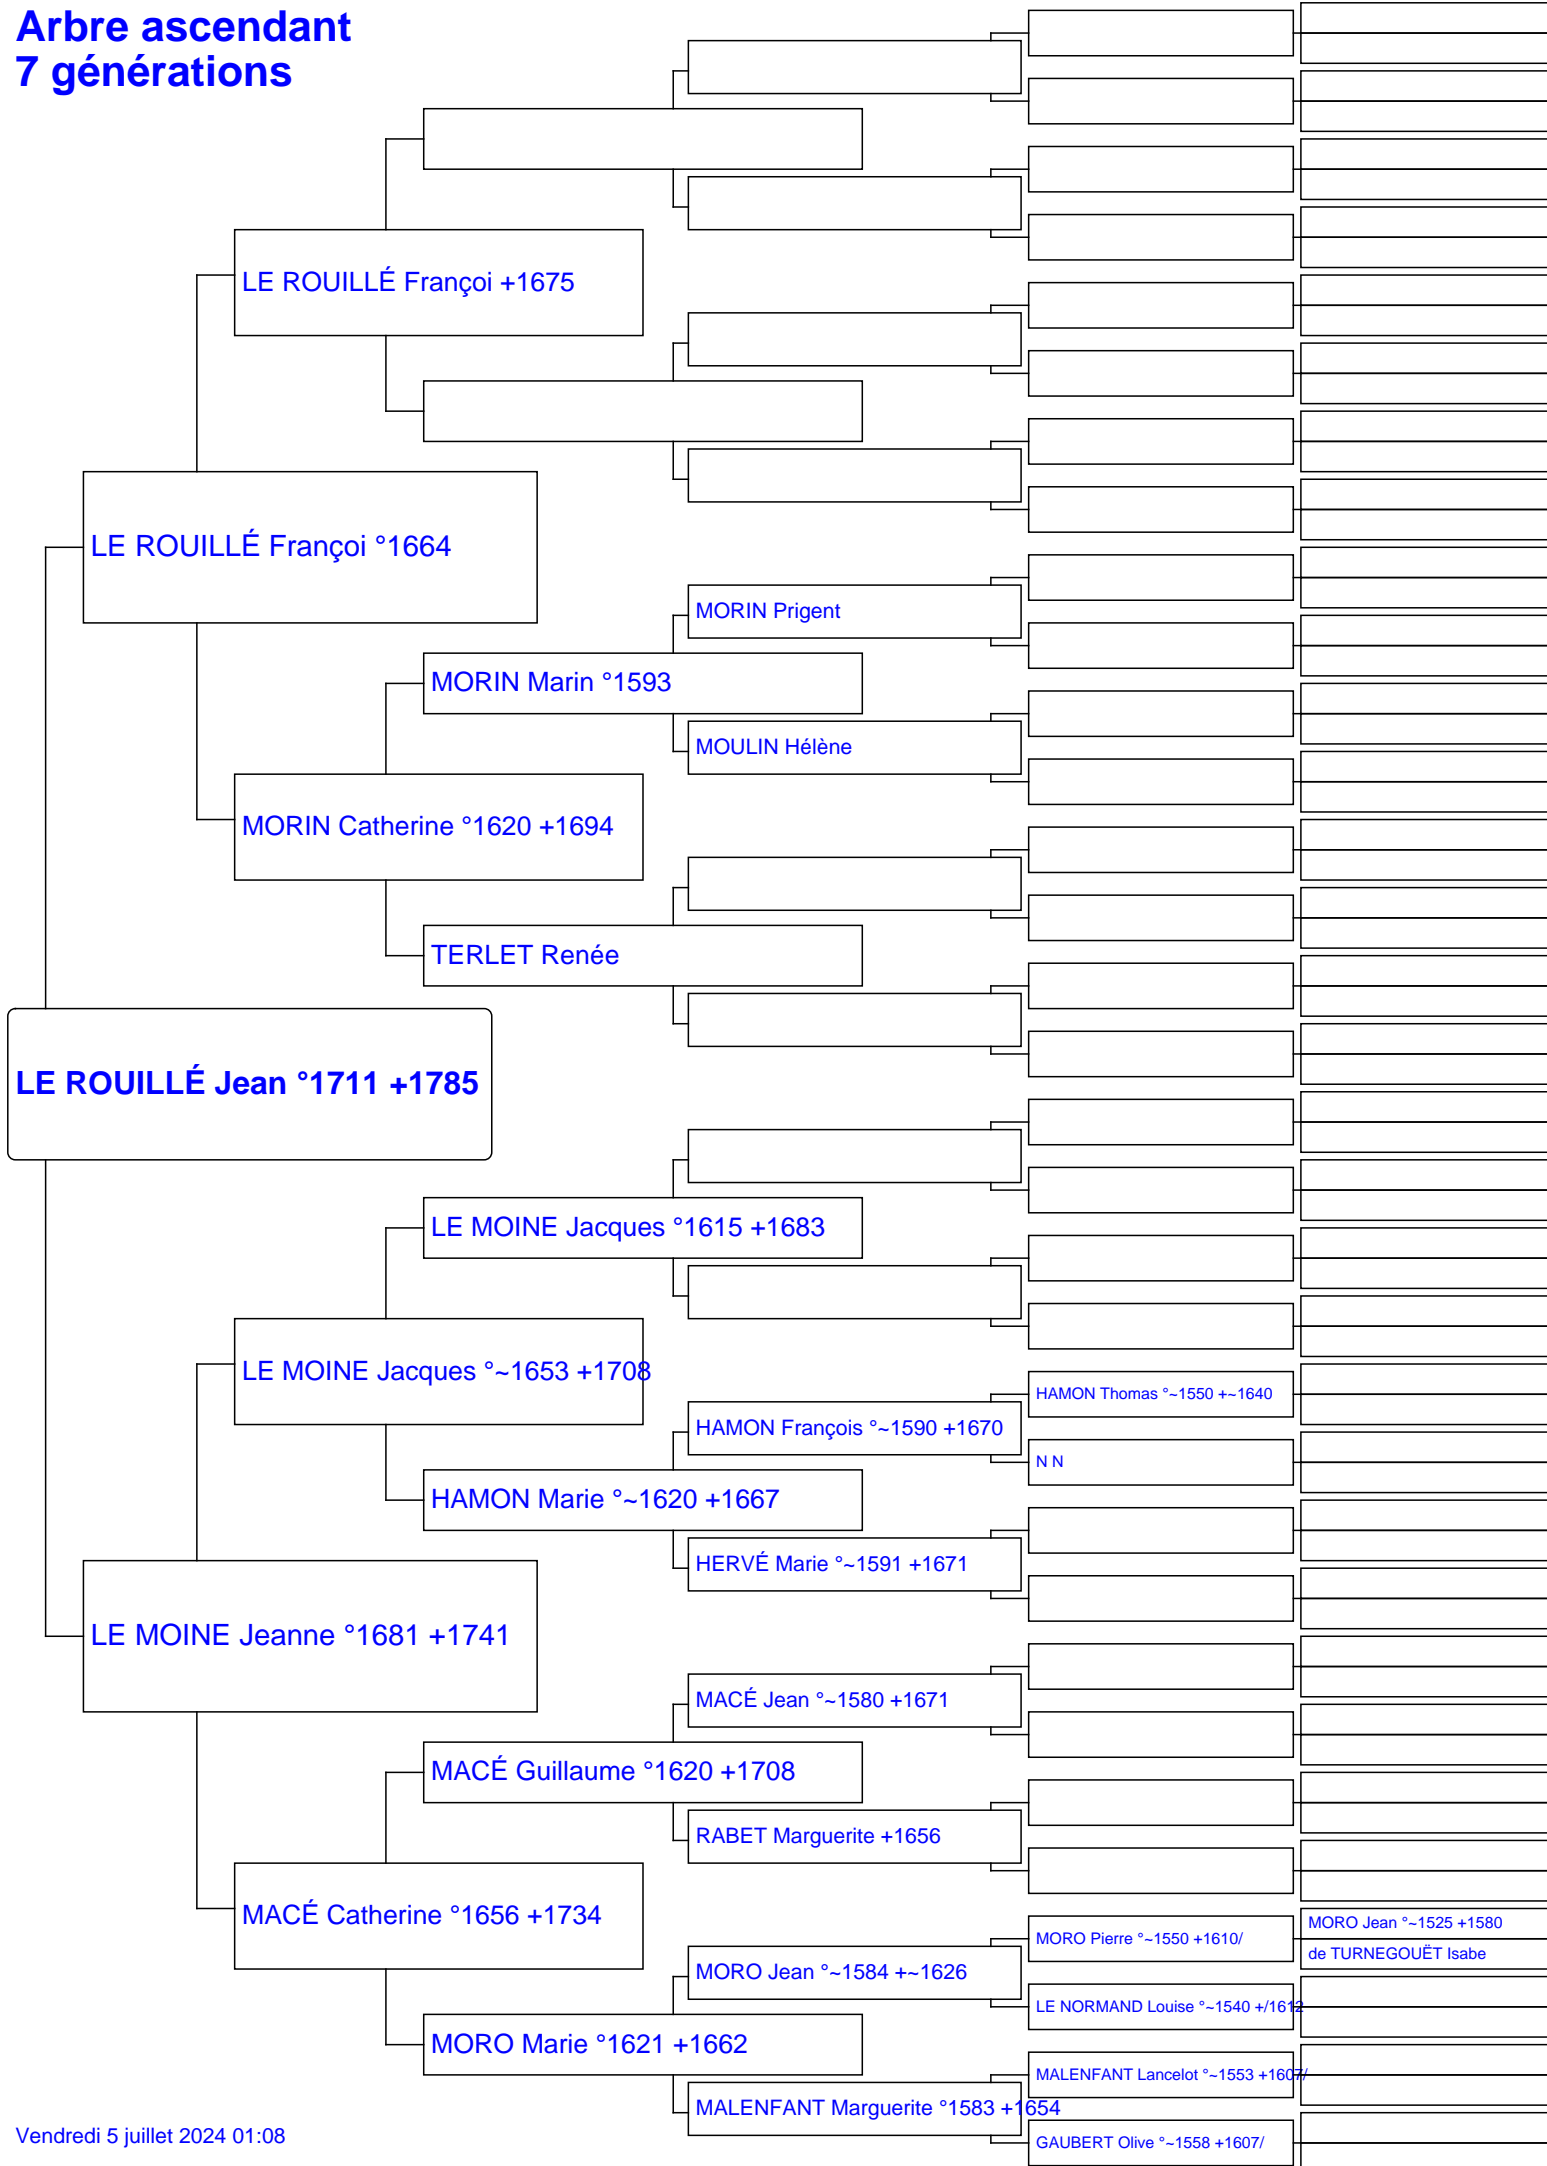 Arbre ascendant
7 générations
LE ROUILLÉ Françoi +1675
LE ROUILLÉ Françoi °1664
MORIN Prigent
MORIN Marin °1593
MOULIN Hélène
MORIN Catherine °1620 +1694
TERLET Renée
LE ROUILLÉ Jean °1711 +1785
LE MOINE Jacques °1615 +1683
LE MOINE Jacques °~1653 +1708
HAMON Thomas °~1550 +~1640
HAMON François °~1590 +1670
N N
HAMON Marie °~1620 +1667
HERVÉ Marie °~1591 +1671
LE MOINE Jeanne °1681 +1741
MACÉ Jean °~1580 +1671
MACÉ Guillaume °1620 +1708
RABET Marguerite +1656
MACÉ Catherine °1656 +1734
MORO Jean °~1525 +1580
MORO Pierre °~1550 +1610/
de TURNEGOUËT Isabe
MORO Jean °~1584 +~1626
LE NORMAND Louise °~1540 +/1612
MORO Marie °1621 +1662
MALENFANT Lancelot °~1553 +1607/
MALENFANT Marguerite °1583 +1654
GAUBERT Olive °~1558 +1607/
Vendredi 5 juillet 2024 01:08